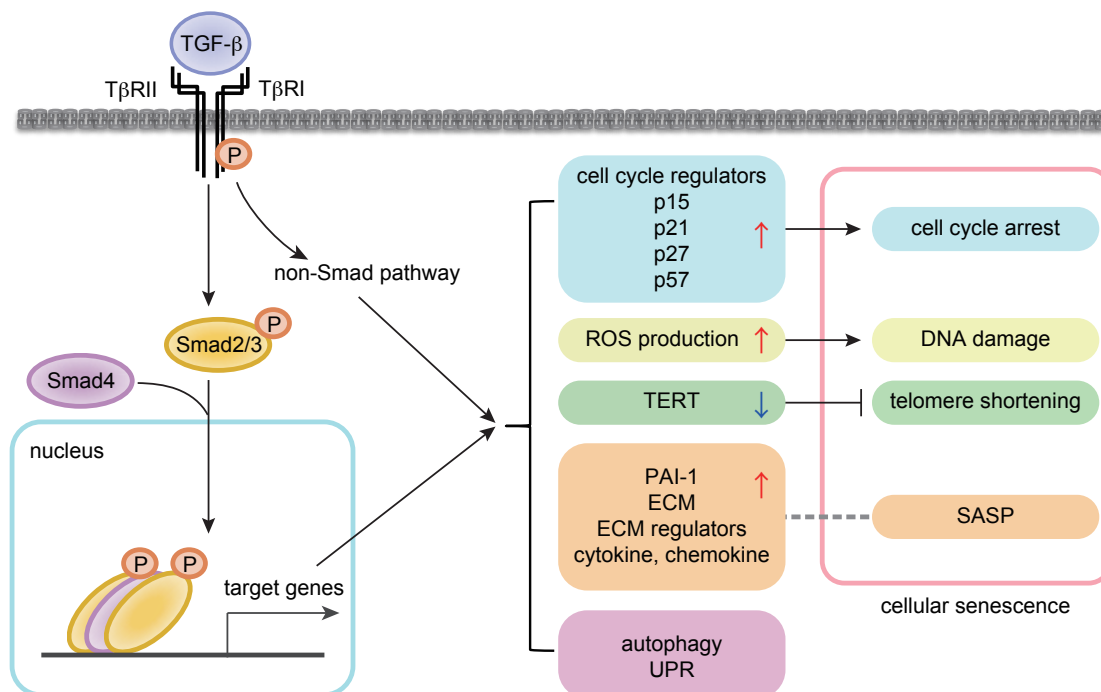 TGF-β
TβRII
TβRI
P
non-Smad pathway
P
Smad2/3
Smad4
nucleus
P
P
target genes
cell cycle regulators
p15
p21
p27
p57
↑
cell cycle arrest
ROS production ↑
DNA damage
TERT ↓
telomere shortening
PAI-1 ↑
ECM
ECM regulators
cytokine, chemokine
SASP
cellular senescence
autophagy
UPR